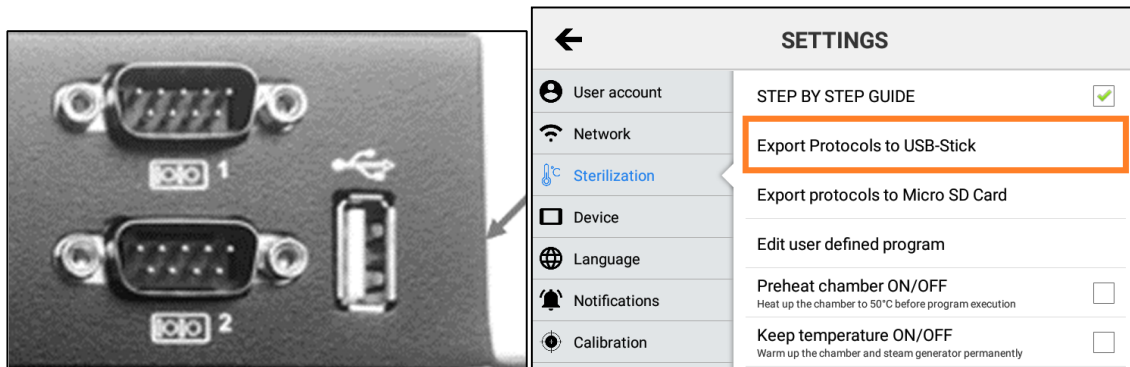 1
2
SETTINGS
User account
Network
°C Sterilization
Device
Language
Notifications
Calibration
STEP BY STEP GUIDE
Export Protocols to USB-Stick
Export protocols to Micro SD Card
Edit user defined program
Preheat chamber ON/OFF
Heat up the chamber to 50°C before program execution
Keep temperature ON/OFF
Warm up the chamber and steam generator permanently